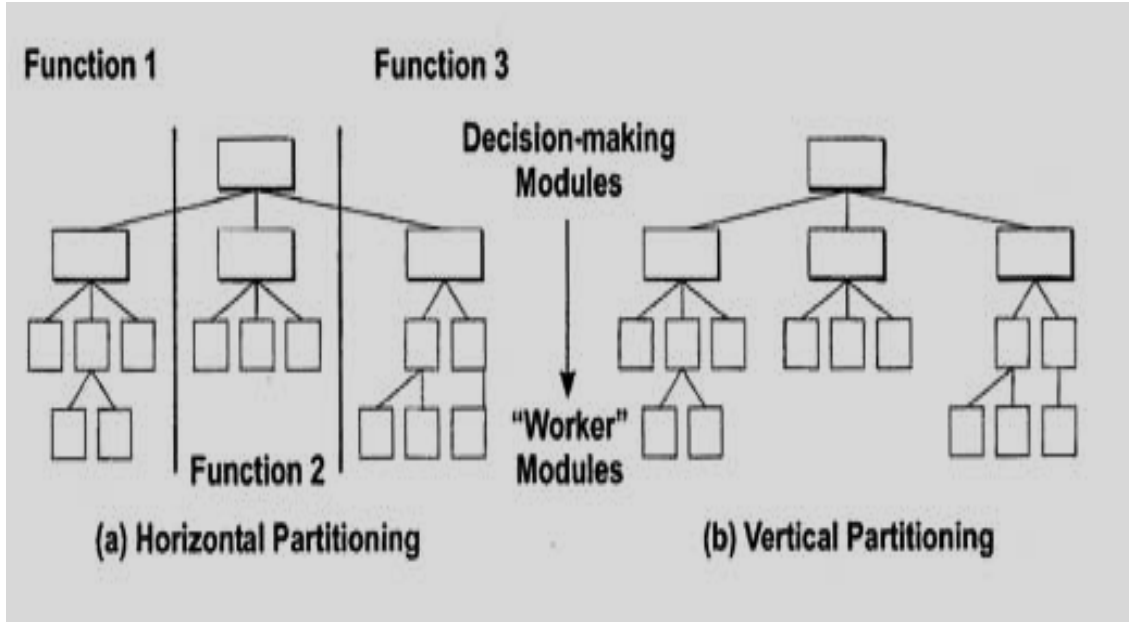 Function 1
Function 3
Decision-making
Modules
“Worker”
Modules
Function 2
(a) Horizontal Partitioning
(b) Vertical Partitioning